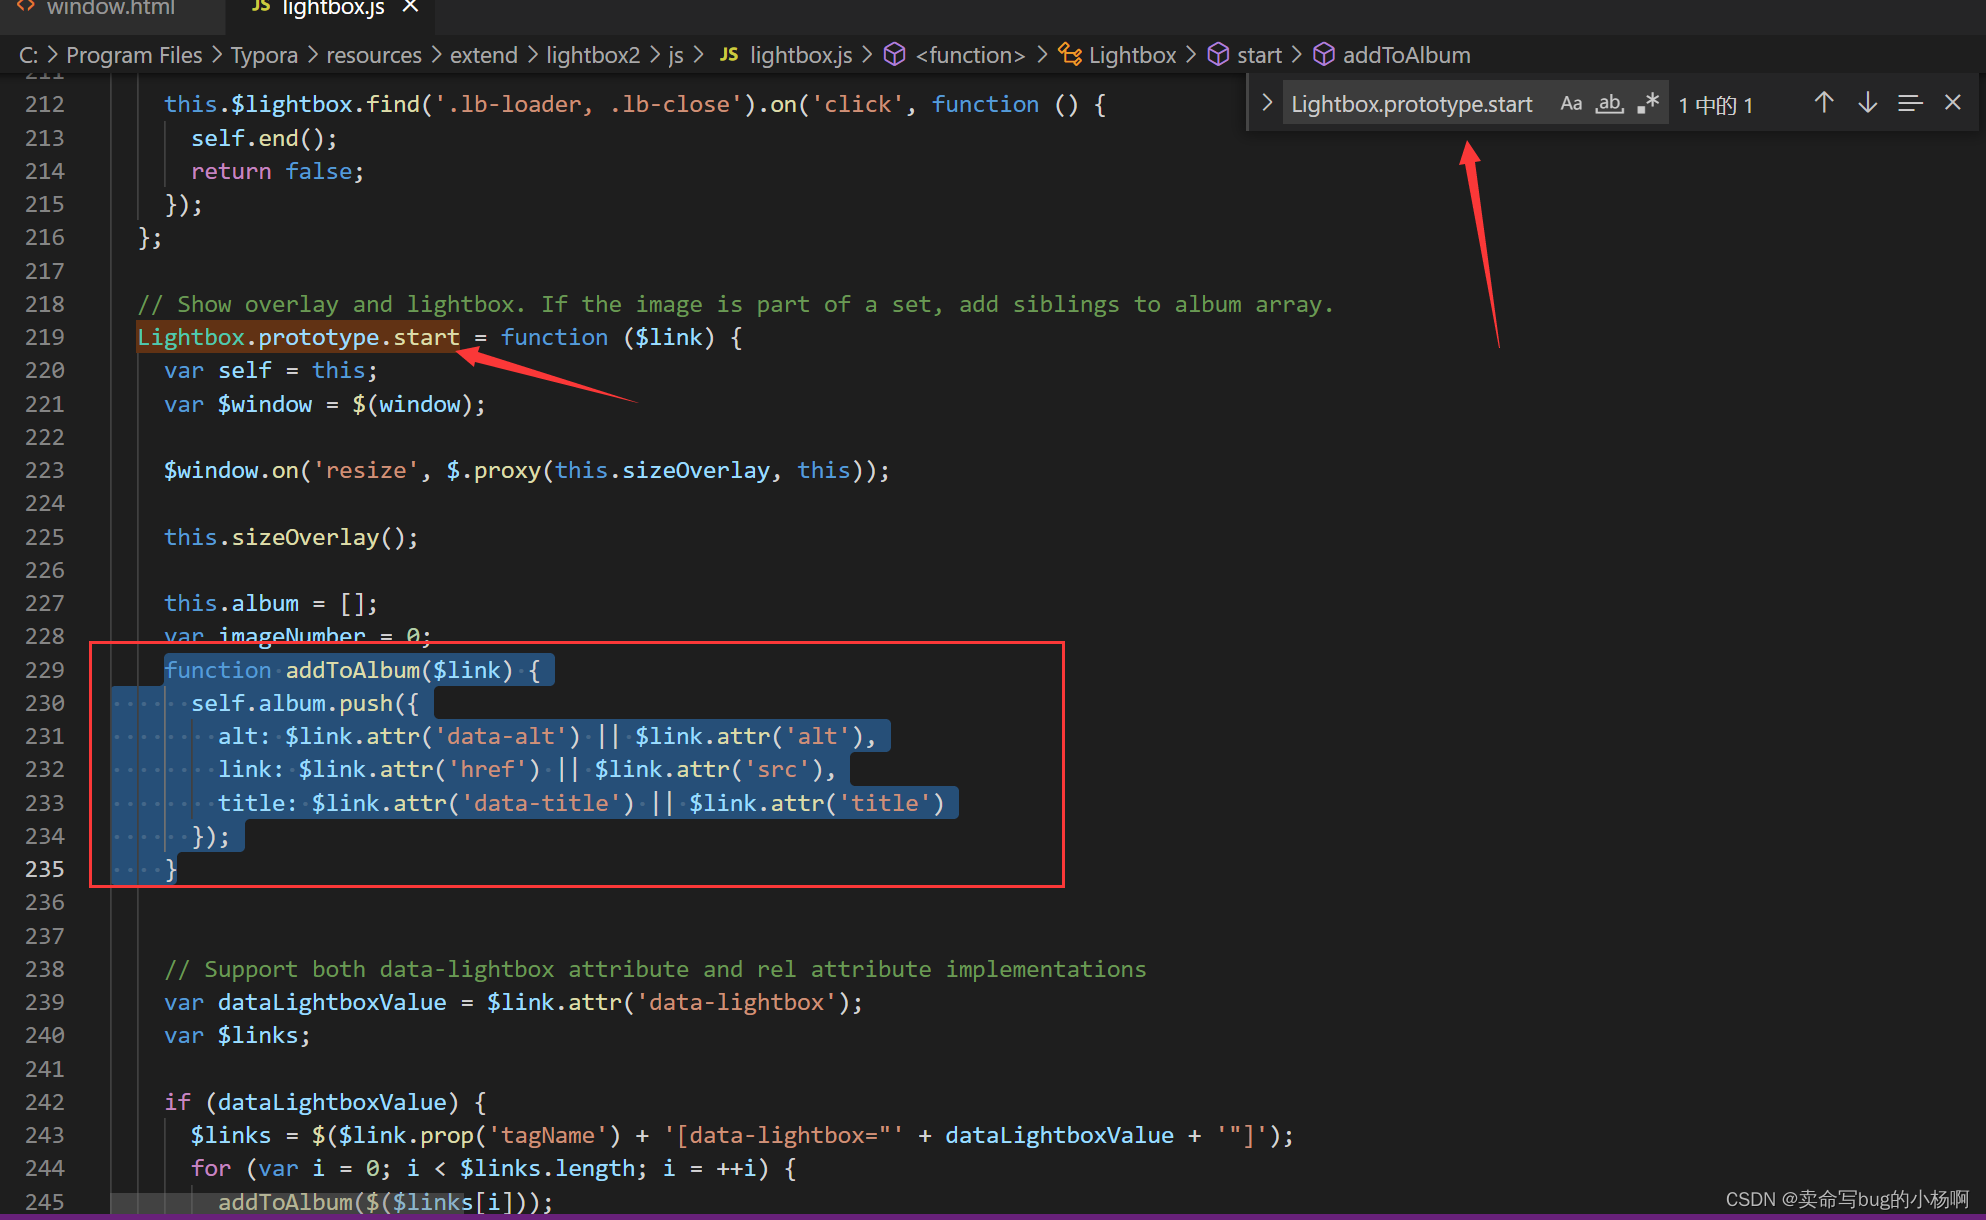 window.html JS lightbox.js ×
C: > Program Files > Typora > resources > extend > lightbox2 > js > JS lightbox.js > <function> > Lightbox > start > addToAlbum
211
Lightbox.prototype.start Aa ab 1 中的 1
212 this.$lightbox.find('.lb-loader, .lb-close').on('click', function () {
213 self.end();
214 return false;
215 });
216 };
217
218 // Show overlay and lightbox. If the image is part of a set, add siblings to album array.
219 Lightbox.prototype.start = function ($link) {
220 var self = this;
221 var $window = $(window);
222
223 $window.on('resize', $.proxy(this.sizeOverlay, this));
224
225 this.sizeOverlay();
226
227 this.album = [];
228 var imageNumber = 0;
229 function addToAlbum($link) {
230 self.album.push({
231 alt: $link.attr('data-alt') || $link.attr('alt'),
232 link: $link.attr('href') || $link.attr('src'),
233 title: $link.attr('data-title') || $link.attr('title')
234 });
235 }
236
237
238 // Support both data-lightbox attribute and rel attribute implementations
239 var dataLightboxValue = $link.attr('data-lightbox');
240 var $links;
241
242 if (dataLightboxValue) {
243 $links = $($link.prop('tagName') + '[data-lightbox="' + dataLightboxValue + '"]');
244 for (var i = 0; i < $links.length; i = ++i) {
245 addToAlbum($($links[i]));
CSDN @卖命写bug的小杨啊